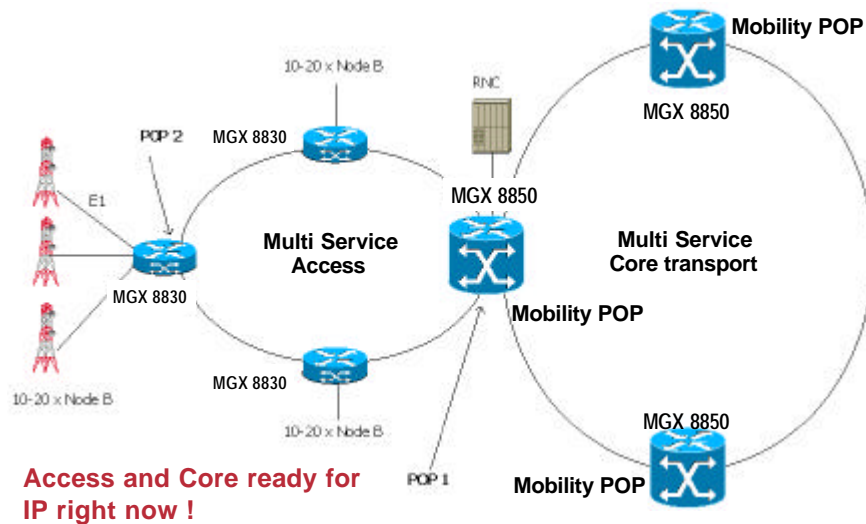 Mobility POP
10-20 x Node B
RNC
MGX 8850
POP 2
MGX 8830
MGX 8850
E1
Multi Service
Access
Multi Service
Core transport
MGX 8830
Mobility POP
MGX 8830
10-20 x Node B
MGX 8850
10-20 x Node B
POP 1
Mobility POP
Access and Core ready for
IP right now !